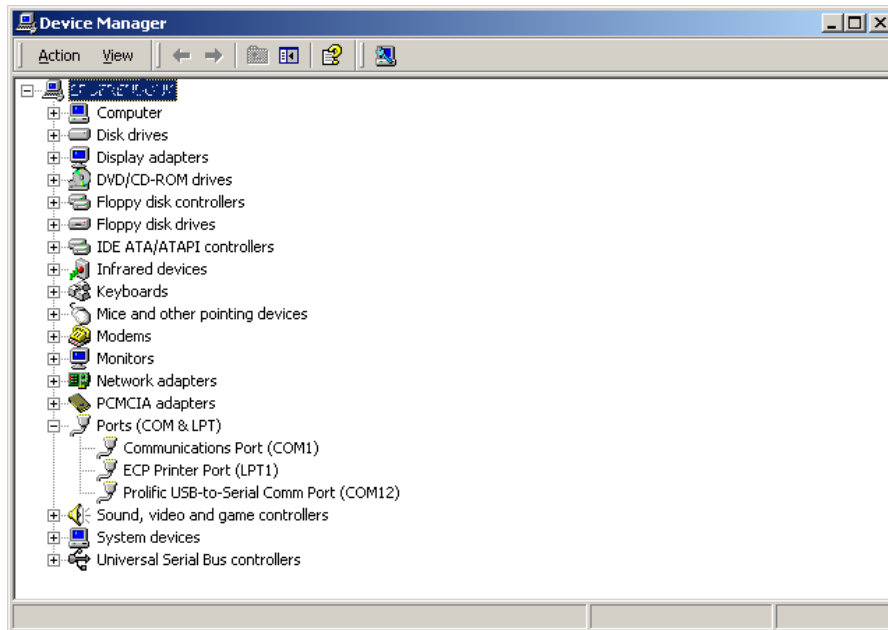 Device Manager
Action View
Computer
Disk drives
Display adapters
DVD/CD-ROM drives
Floppy disk controllers
Floppy disk drives
IDE ATA/ATAPI controllers
Infrared devices
Keyboards
Mice and other pointing devices
Modems
Monitors
Network adapters
PCMCIA adapters
Ports (COM & LPT)
Communications Port (COM1)
ECP Printer Port (LPT1)
Prolific USB-to-Serial Comm Port (COM12)
Sound, video and game controllers
System devices
Universal Serial Bus controllers